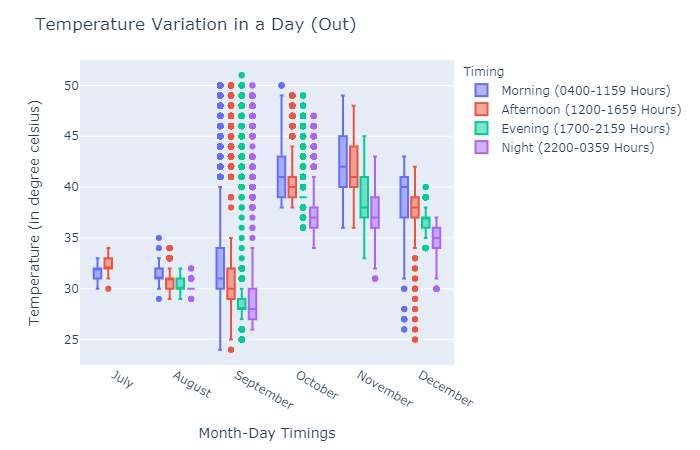 Temperature Variation in a Day (Out)
Timing
Morning (0400-1159 Hours)
Afternoon (1200-1659 Hours)
Evening (1700-2159 Hours)
Night (2200-0359 Hours)
Temperature (in degree celsius)
50
45
40
35
30
25
July
August
September
October
November
December
Month-Day Timings